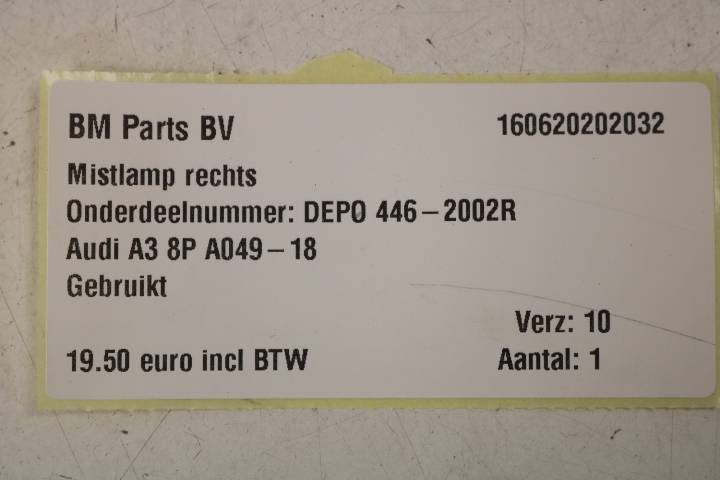 BM Parts BV 160620202032
Mistlamp rechts
Onderdeelnummer: DEPO 446-2002R
Audi A3 8P A049-18
Gebruikt
Verz: 10
19.50 euro incl BTW Aantal: 1